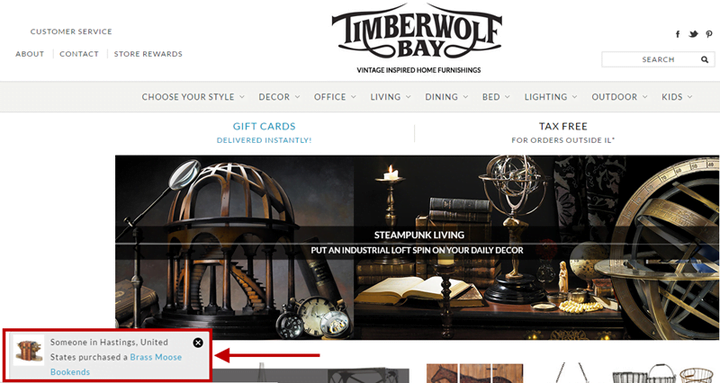 CUSTOMER SERVICE
ABOUT
CONTACT
STORE REWARDS
TIMBERWOLF
BAY
VINTAGE INSPIRED HOME FURNISHINGS
SEARCH
CHOOSE YOUR STYLE
DECOR
OFFICE
LIVING
DINING
BED
LIGHTING
OUTDOOR
KIDS
GIFT CARDS
DELIVERED INSTANTLY!
TAX FREE
FOR ORDERS OUTSIDE IL*
STEAMPUNK LIVING
PUT AN INDUSTRIAL LOFT SPIN ON YOUR DAILY DECOR
Someone in Hastings, United
States purchased a Brass Moose
Bookends